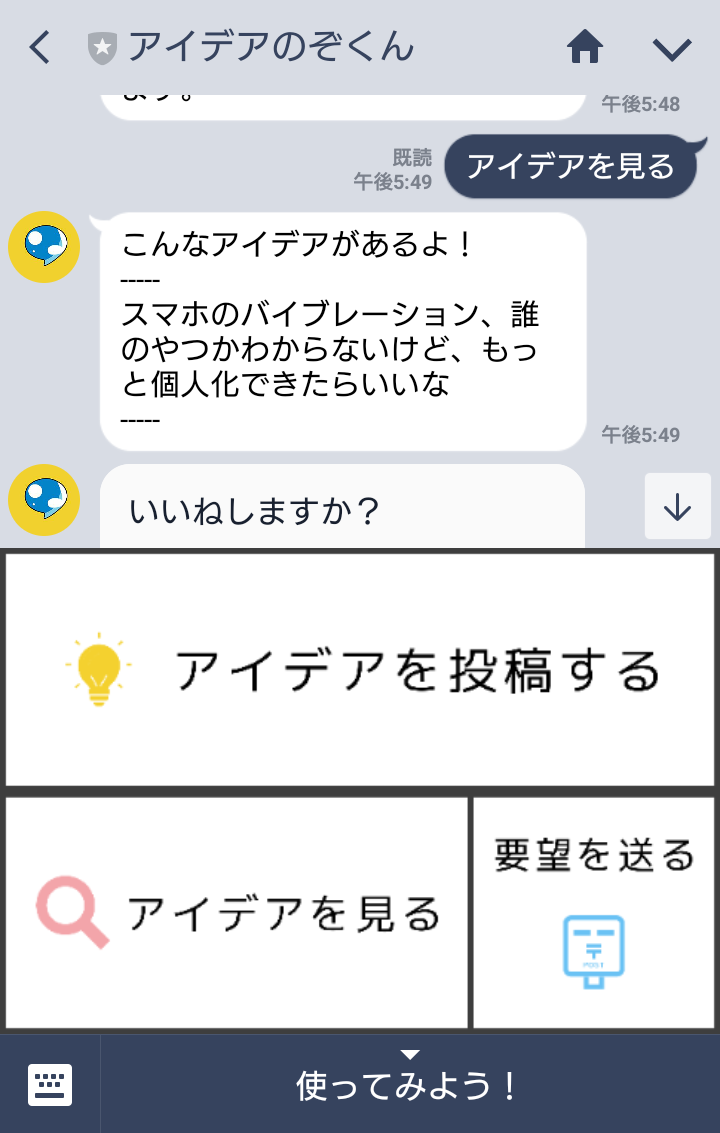 アイデアのぞくん
ます。
午後5:48
既読
午後5:49
アイデアを見る
こんなアイデアがあるよ！
-----
スマホのバイブレーション、誰
のやつかわからないけど、もっ
と個人化できたらいいな
-----
午後5:49
いいねしますか？
アイデアを投稿する
アイデアを見る
要望を送る
〒
POST
使ってみよう！